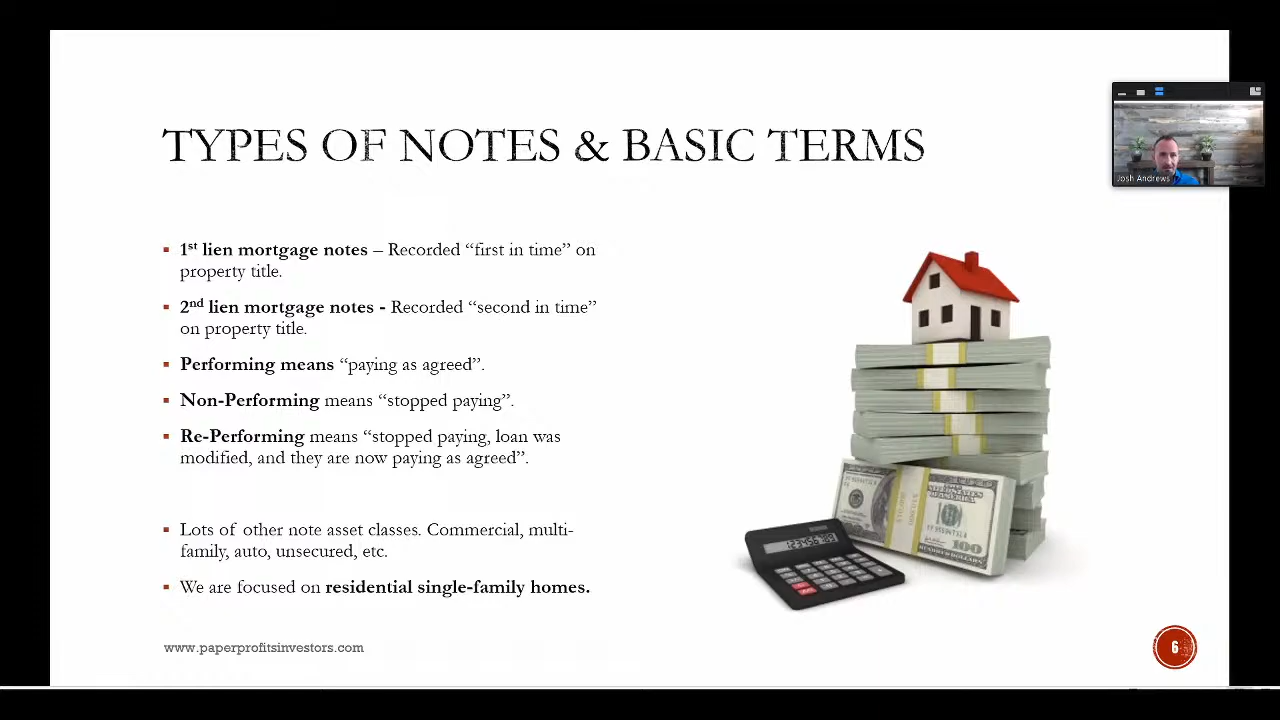 TYPES OF NOTES & BASIC TERMS
Josh Andrews
1st lien mortgage notes – Recorded “first in time” on
property title.
2nd lien mortgage notes - Recorded “second in time”
on property title.
Performing means “paying as agreed”.
Non-Performing means “stopped paying”.
Re-Performing means “stopped paying, loan was
modified, and they are now paying as agreed”.
Lots of other note asset classes. Commercial, multi-
family, auto, unsecured, etc.
We are focused on residential single-family homes.
100
www.paperprofitsinvestors.com
6